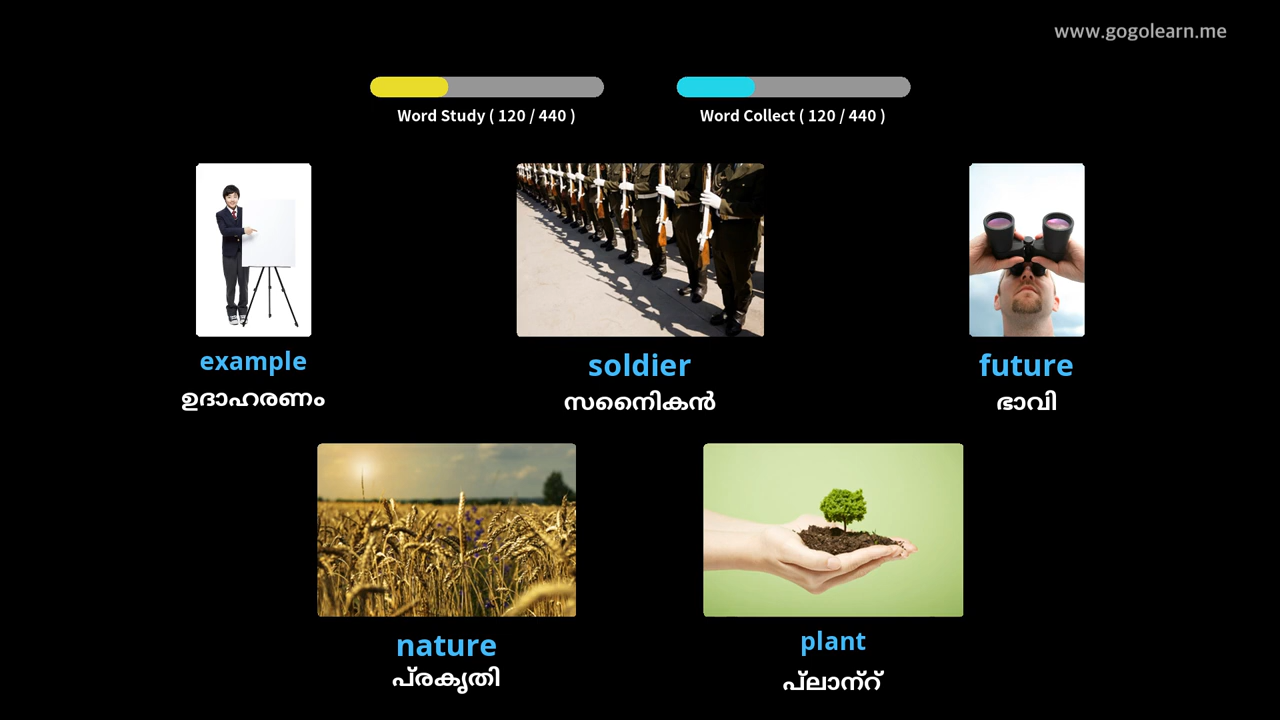 www.gogolearn.me
Word Study ( 120 / 440 )
Word Collect ( 120 / 440 )
example
ഉദാഹരണം
soldier
സൈനികൻ
future
ഭാവി
nature
പ്രകൃതി
plant
പ്ലാന്റ്